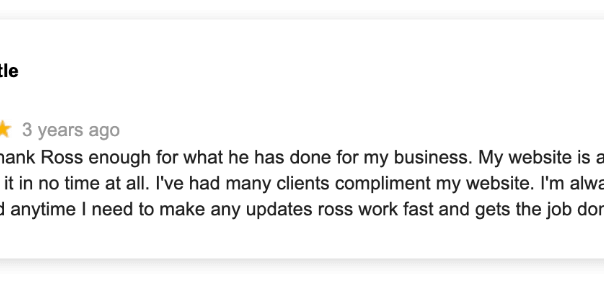 tle
3 years ago
hank Ross enough for what he has done for my business. My website is a
it in no time at all. I've had many clients compliment my website. I'm alwa
d anytime I need to make any updates ross work fast and gets the job don